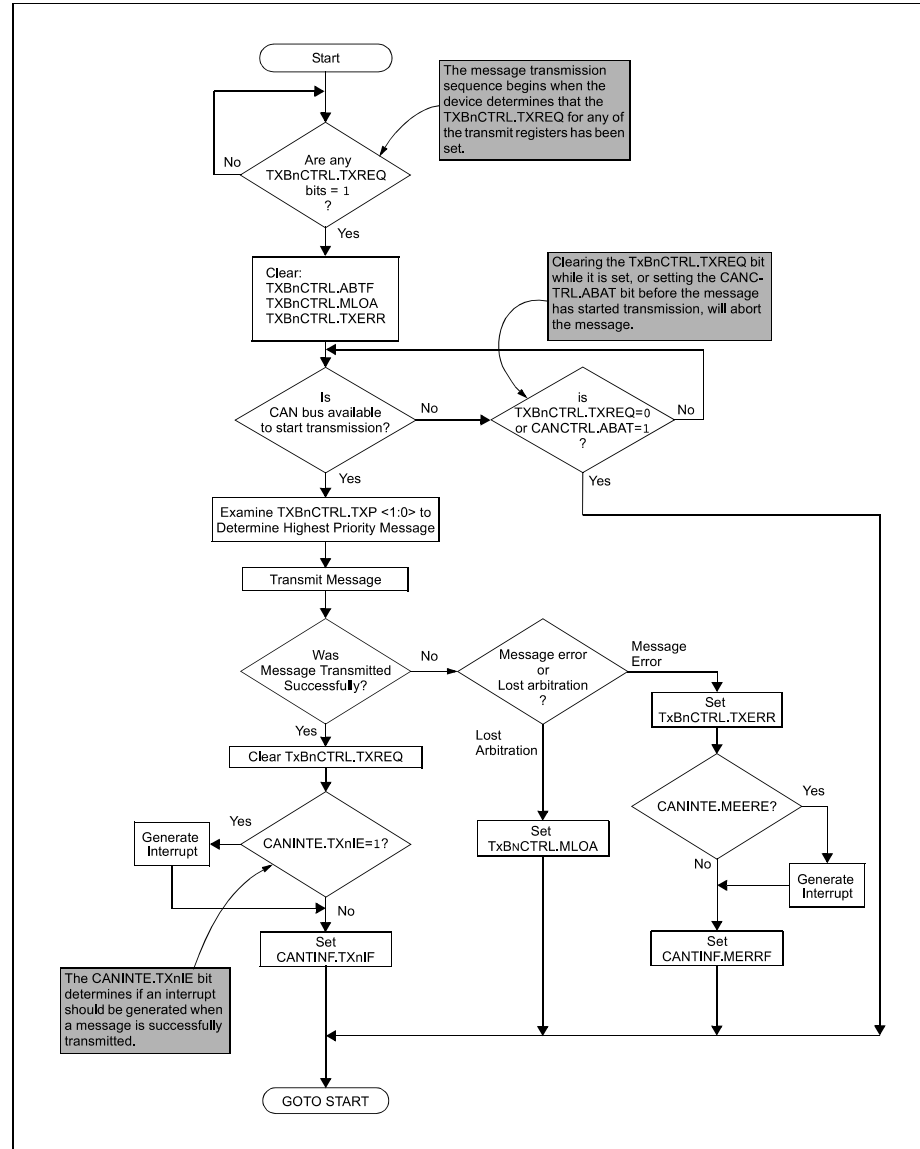 Start
The message transmission
sequence begins when the
device determines that the
TXBnCTRL.TXREQ for any
of the transmit registers has been
set.
No
Are any
TXBnCTRL.TXREQ
bits = 1
?
Yes
Clear:
TXBnCTRL.ABTF
TXBnCTRL.MLOA
TXBnCTRL.TXERR
Clearing the TxBnCTRL.TXREQ bit
while it is set, or setting the CANC-
TRL.ABAT bit before the message
has started transmission, will abort
the message.
Is
CAN bus available
to start transmission?
No
is
TXBnCTRL.TXREQ=0
or CANCTRL.ABAT=1
?
No
Yes
Yes
Examine TXBnCTRL.TXP <1:0> to
Determine Highest Priority Message
Transmit Message
Was
Message Transmitted
Successfully?
No
Message error
or
Lost arbitration
?
Message
Error
Set
TxBnCTRL.TXERR
Yes
Lost
Arbitration
Clear TxBnCTRL.TXREQ
CANINTE.MEERE?
Yes
Yes
Generate
Interrupt
CANINTE.TXnIE=1?
Set
TxBNCTRL.MLOA
No
Generate
Interrupt
No
Set
CANTINF.TXnIF
Set
CANTINF.MERRF
The CANINTE.TXnIE bit
determines if an interrupt
should be generated when
a message is successfully
transmitted.
GOTO START